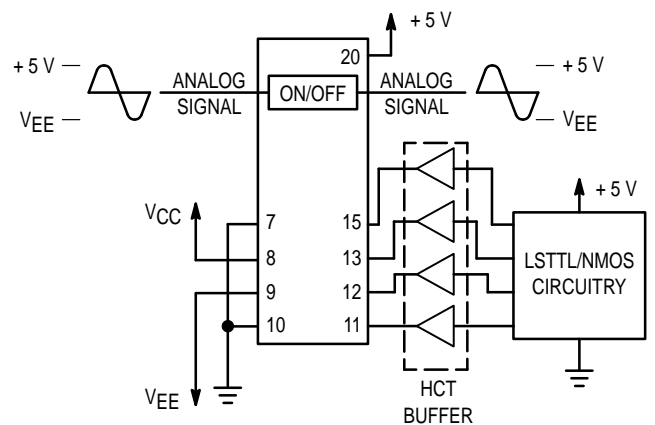 + 5 V
20
+ 5 V
ANALOG
SIGNAL
ON/OFF
ANALOG
SIGNAL
+ 5 V
VEE
VEE
VCC
7
8
9
10
VEE
15
13
12
11
HCT
BUFFER
+ 5 V
LSTTL/NMOS
CIRCUITRY